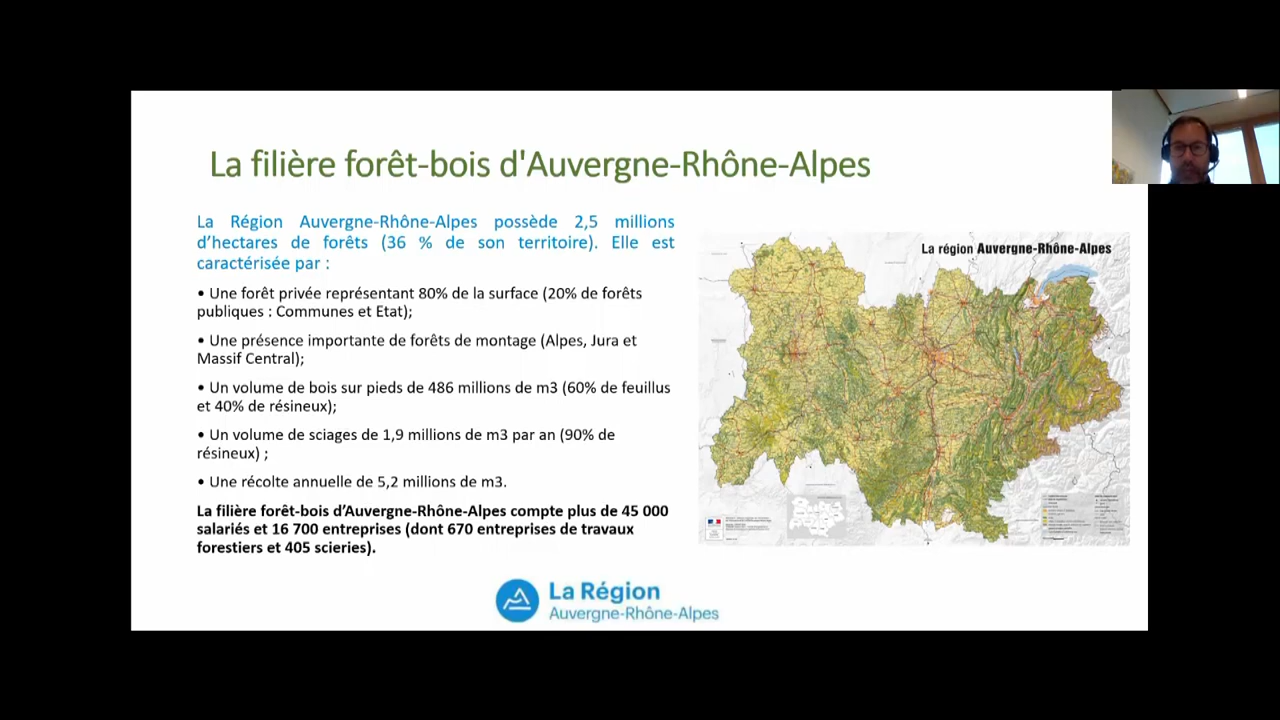 La filière forêt-bois d'Auvergne-Rhône-Alpes
La Région Auvergne-Rhône-Alpes possède 2,5 millions
d’hectares de forêts (36 % de son territoire). Elle est
caractérisée par :
• Une forêt privée représentant 80% de la surface (20% de forêts
publiques : Communes et Etat);
• Une présence importante de forêts de montage (Alpes, Jura et
Massif Central);
• Un volume de bois sur pieds de 486 millions de m3 (60% de feuillus
et 40% de résineux);
• Un volume de sciages de 1,9 millions de m3 par an (90% de
résineux) ;
• Une récolte annuelle de 5,2 millions de m3.
La filière forêt-bois d’Auvergne-Rhône-Alpes compte plus de 45 000
salariés et 16 700 entreprises (dont 670 entreprises de travaux
forestiers et 405 scieries).
La région Auvergne-Rhône-Alpes
La Région
Auvergne-Rhône-Alpes